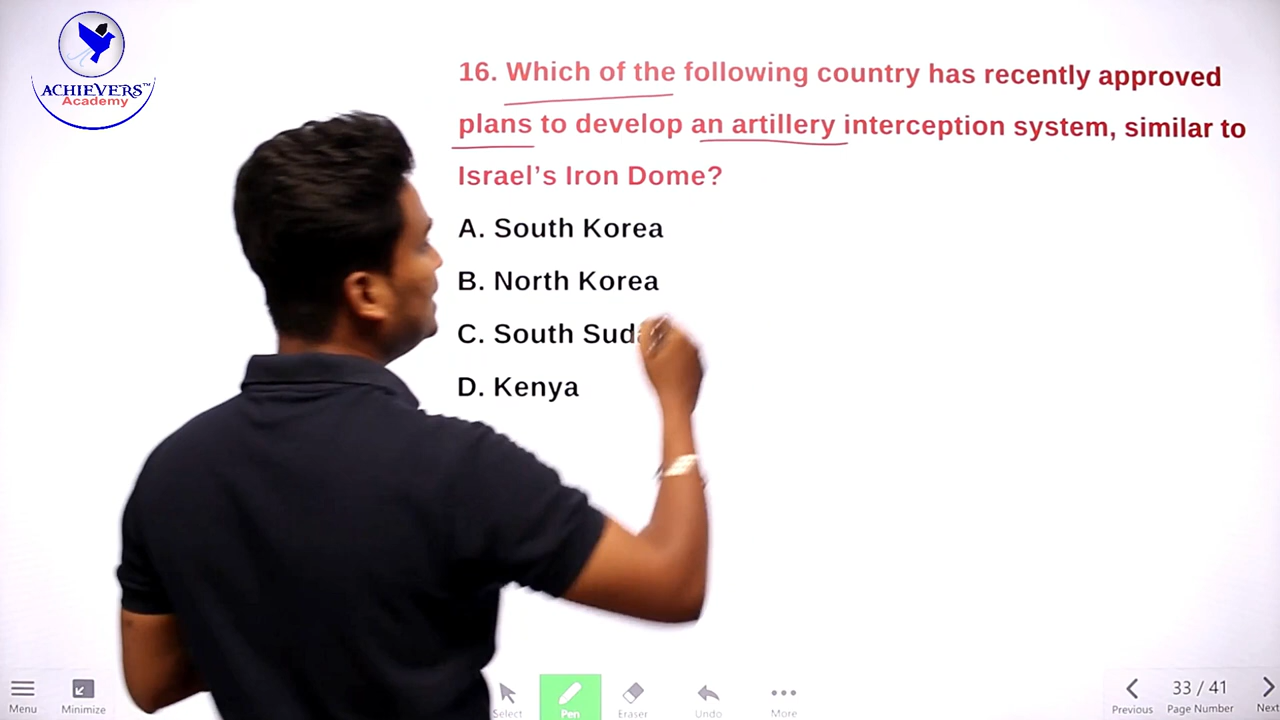 ACHIEVERS™
Academy
16. Which of the following country has recently approved
plans to develop an artillery interception system, similar to
Israel’s Iron Dome?
A. South Korea
B. North Korea
C. South
D. Kenya
Menu
Minimize
Select
Pen
Eraser
Undo
More
Previous
33 / 41
Page Number
Next